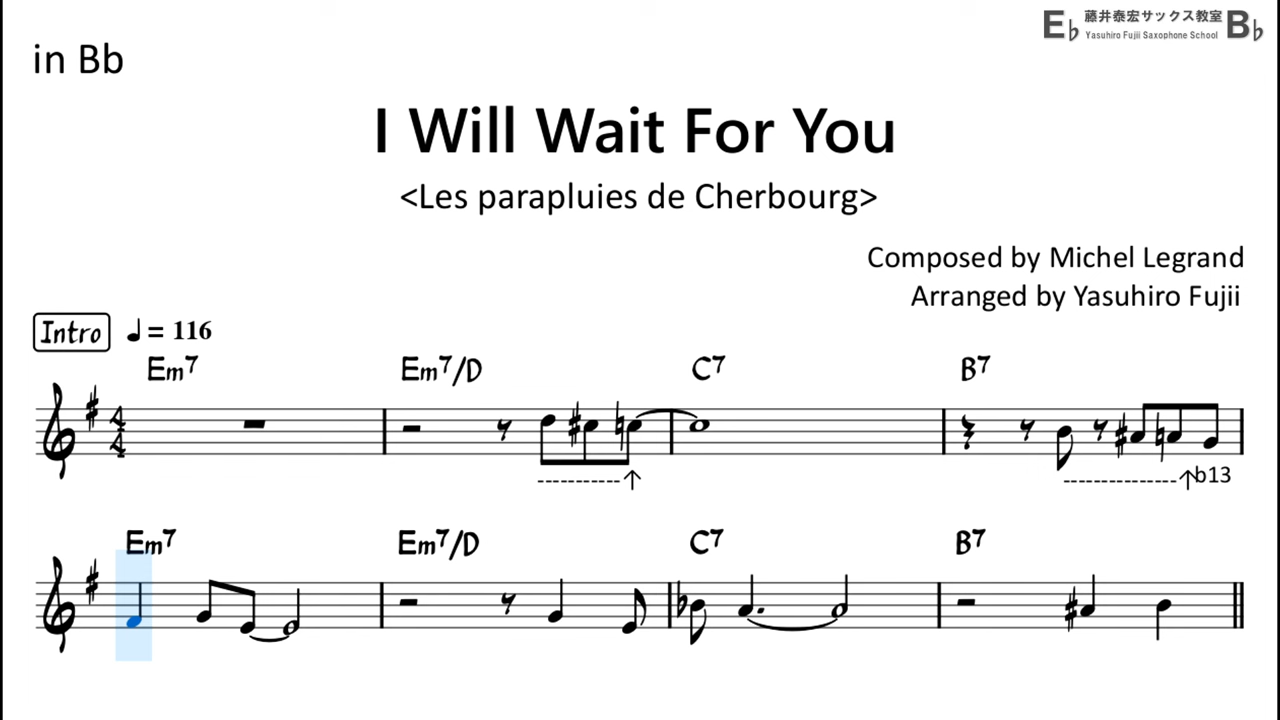 E♭ 藤井泰宏サックス教室 B♭
Yasuhiro Fujii Saxophone School
in Bb
I Will Wait For You
<Les parapluies de Cherbourg>
Composed by Michel Legrand
Arranged by Yasuhiro Fujii
Intro ♩= 116
Em7 Em7/D C7 B7
b13
Em7 Em7/D C7 B7